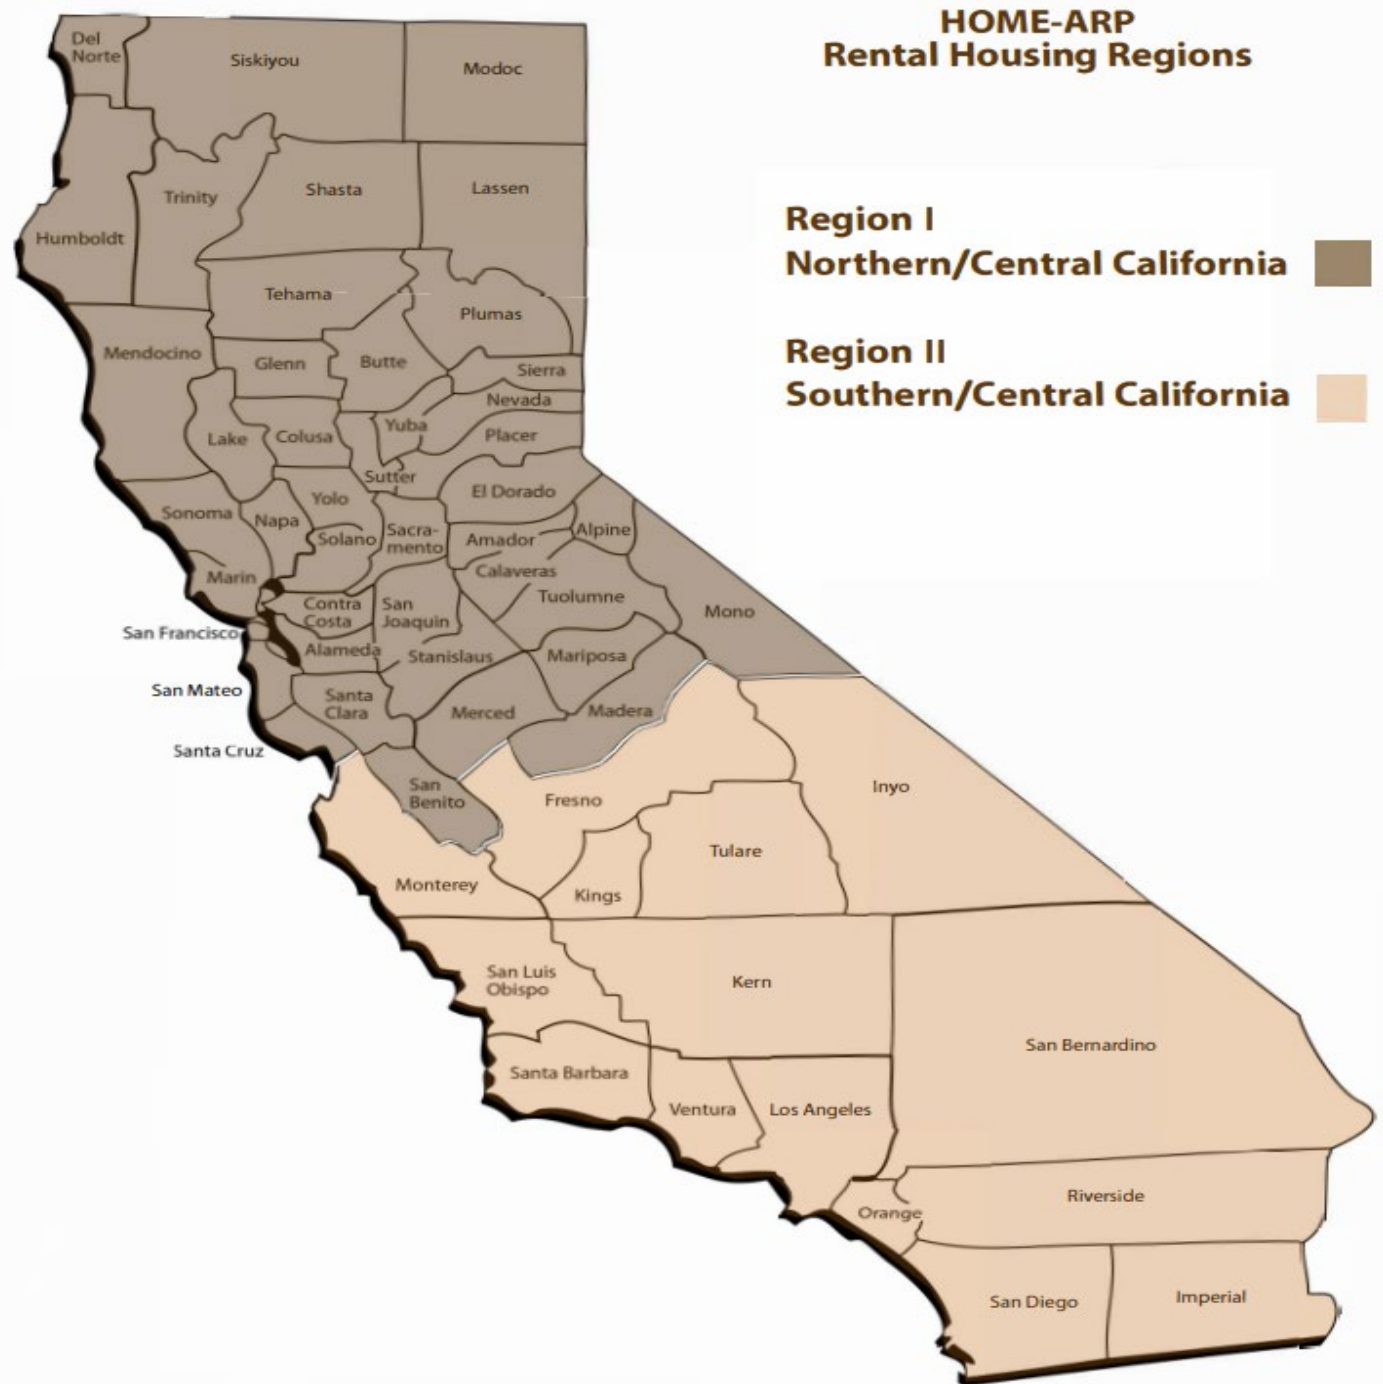 HOME-ARP
Rental Housing Regions
Region I
Northern/Central California
Region II
Southern/Central California
Del
Norte
Siskiyou
Modoc
Humboldt
Trinity
Shasta
Lassen
Tehama
Plumas
Mendocino
Glenn
Butte
Sierra
Nevada
Lake
Colusa
Yuba
Placer
Sutter
Sonoma
Napa
Yolo
El Dorado
Solano
Sacra-
mento
Amador
Alpine
Marin
Calaveras
Contra
Costa
San
Joaquin
Tuolumne
Mono
San Francisco
Alameda
Stanislaus
Mariposa
San Mateo
Santa
Clara
Merced
Madera
Santa Cruz
San
Benito
Fresno
Inyo
Monterey
Kings
Tulare
San Luis
Obispo
Kern
San Bernardino
Santa Barbara
Ventura
Los Angeles
Orange
Riverside
San Diego
Imperial